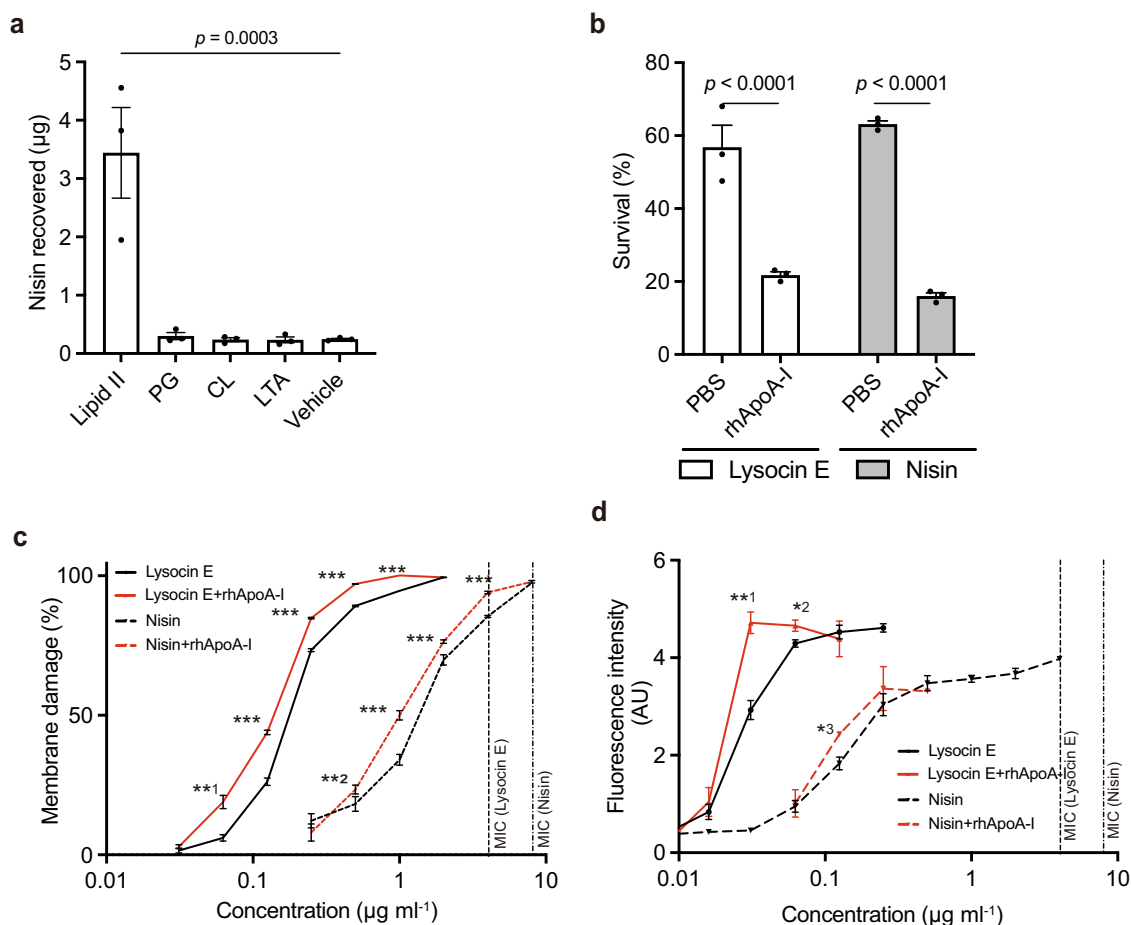 a
p = 0.0003
5
4
3
2
1
0
Nisin recovered (µg)
Lipid II
PG
CL
LTA
Vehicle
b
p < 0.0001
p < 0.0001
80
60
40
20
0
Survival (%)
PBS
rhApoA-I
PBS
rhApoA-I
Lysocin E
Nisin
c
Lysocin E
Lysocin E+rhApoA-I
Nisin
Nisin+rhApoA-I
100
50
0
Membrane damage (%)
**1
***
***
***
***
**2
***
***
***
MIC (Lysocin E)
MIC (Nisin)
0.01
0.1
1
10
Concentration (µg ml-1)
d
6
4
2
0
Fluorescence intensity
(AU)
**1
*2
*3
Lysocin E
Lysocin E+rhApoA-I
Nisin
Nisin+rhApoA-I
MIC (Lysocin E)
MIC (Nisin)
0.01
0.1
1
10
Concentration (µg ml-1)